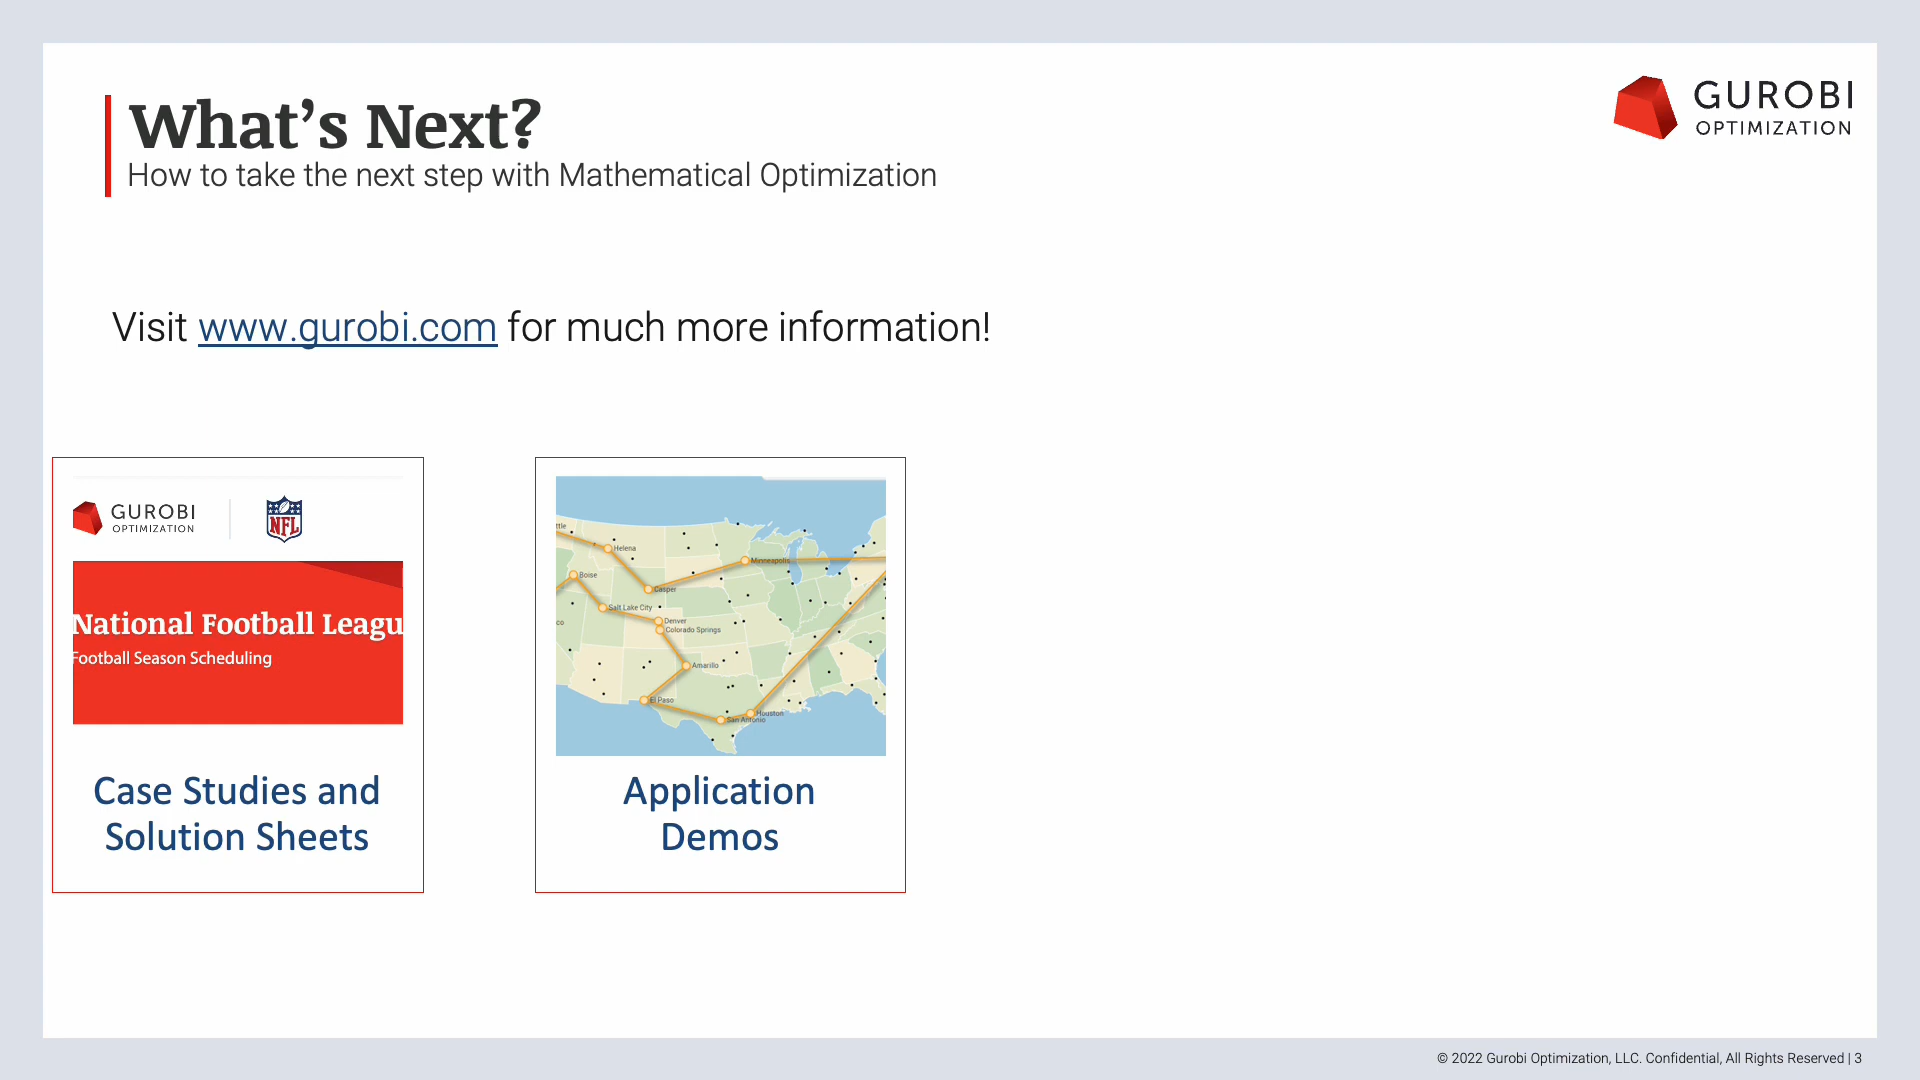 What's Next?
GUROBI
OPTIMIZATION
How to take the next step with Mathematical Optimization
Visit www.gurobi.com for much more information!
GUROBI
OPTIMIZATION
NFL
National Football Leagu
Football Season Scheduling
Case Studies and
Solution Sheets
ttle
Helena
Minneapolis
Boise
Casper
Salt Lake City
co
Denver
Colorado Springs
Amarillo
El Paso
Houston
San Antonio
Application
Demos
© 2022 Gurobi Optimization, LLC. Confidential, All Rights Reserved | 3